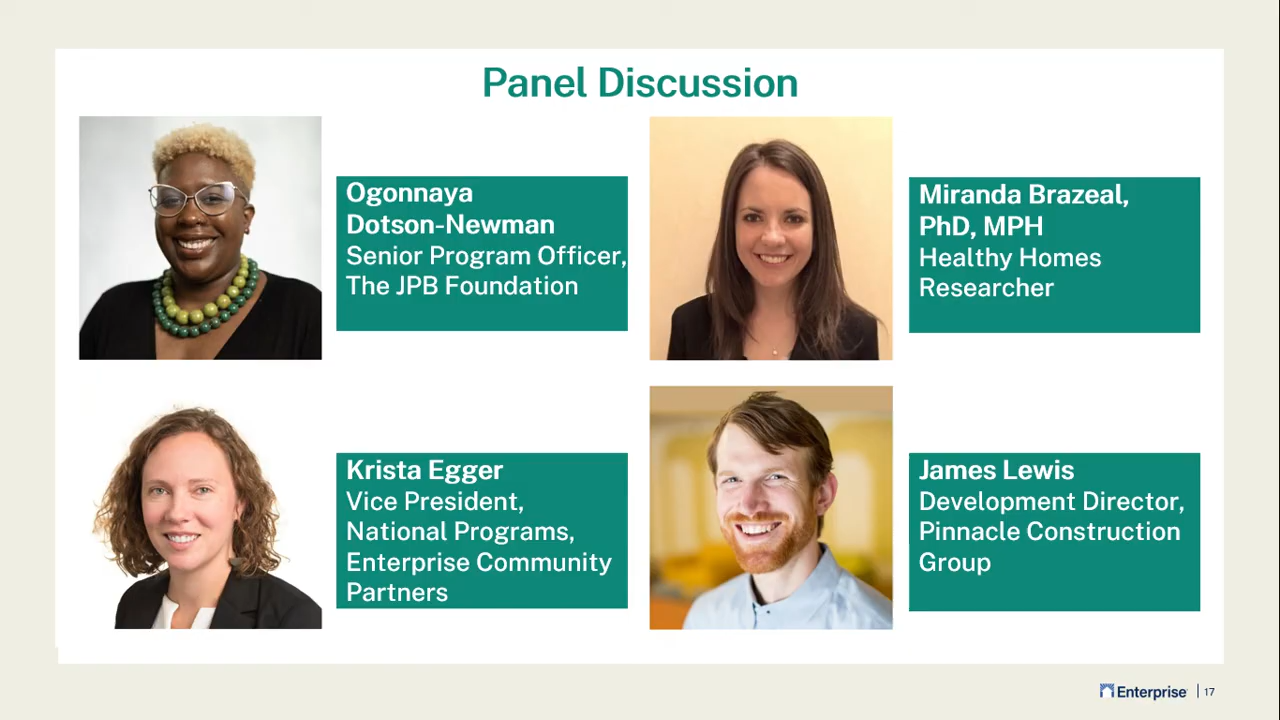 Panel Discussion
Ogonnaya
Dotson-Newman
Senior Program Officer,
The JPB Foundation
Miranda Brazeal,
PhD, MPH
Healthy Homes
Researcher
Krista Egger
Vice President,
National Programs,
Enterprise Community
Partners
James Lewis
Development Director,
Pinnacle Construction
Group
Enterprise | 17